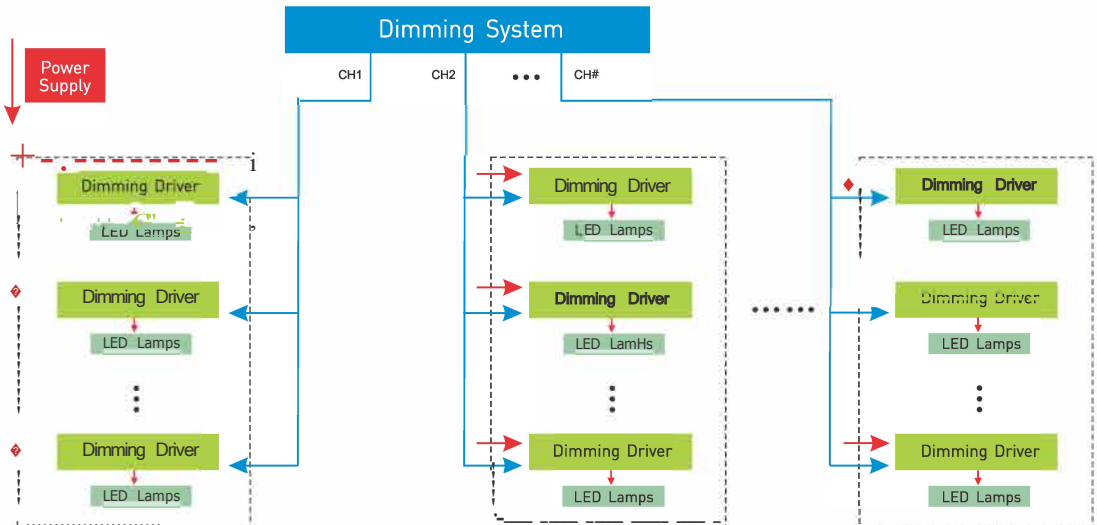 Dimming System
Power
Supply
CH1
CH2
•••
CH#
i
Dimming Driver
Dimming Driver
Dimming Driver
,
LED Lamps
LED Lamps
LED Lamps
Dimming Driver
Dimming Driver
Dimming Driver
LED Lamps
LED LamHs
LED Lamps
Dimming Driver
Dimming Driver
Dimming Driver
LED Lamps
LED Lamps
LED Lamps